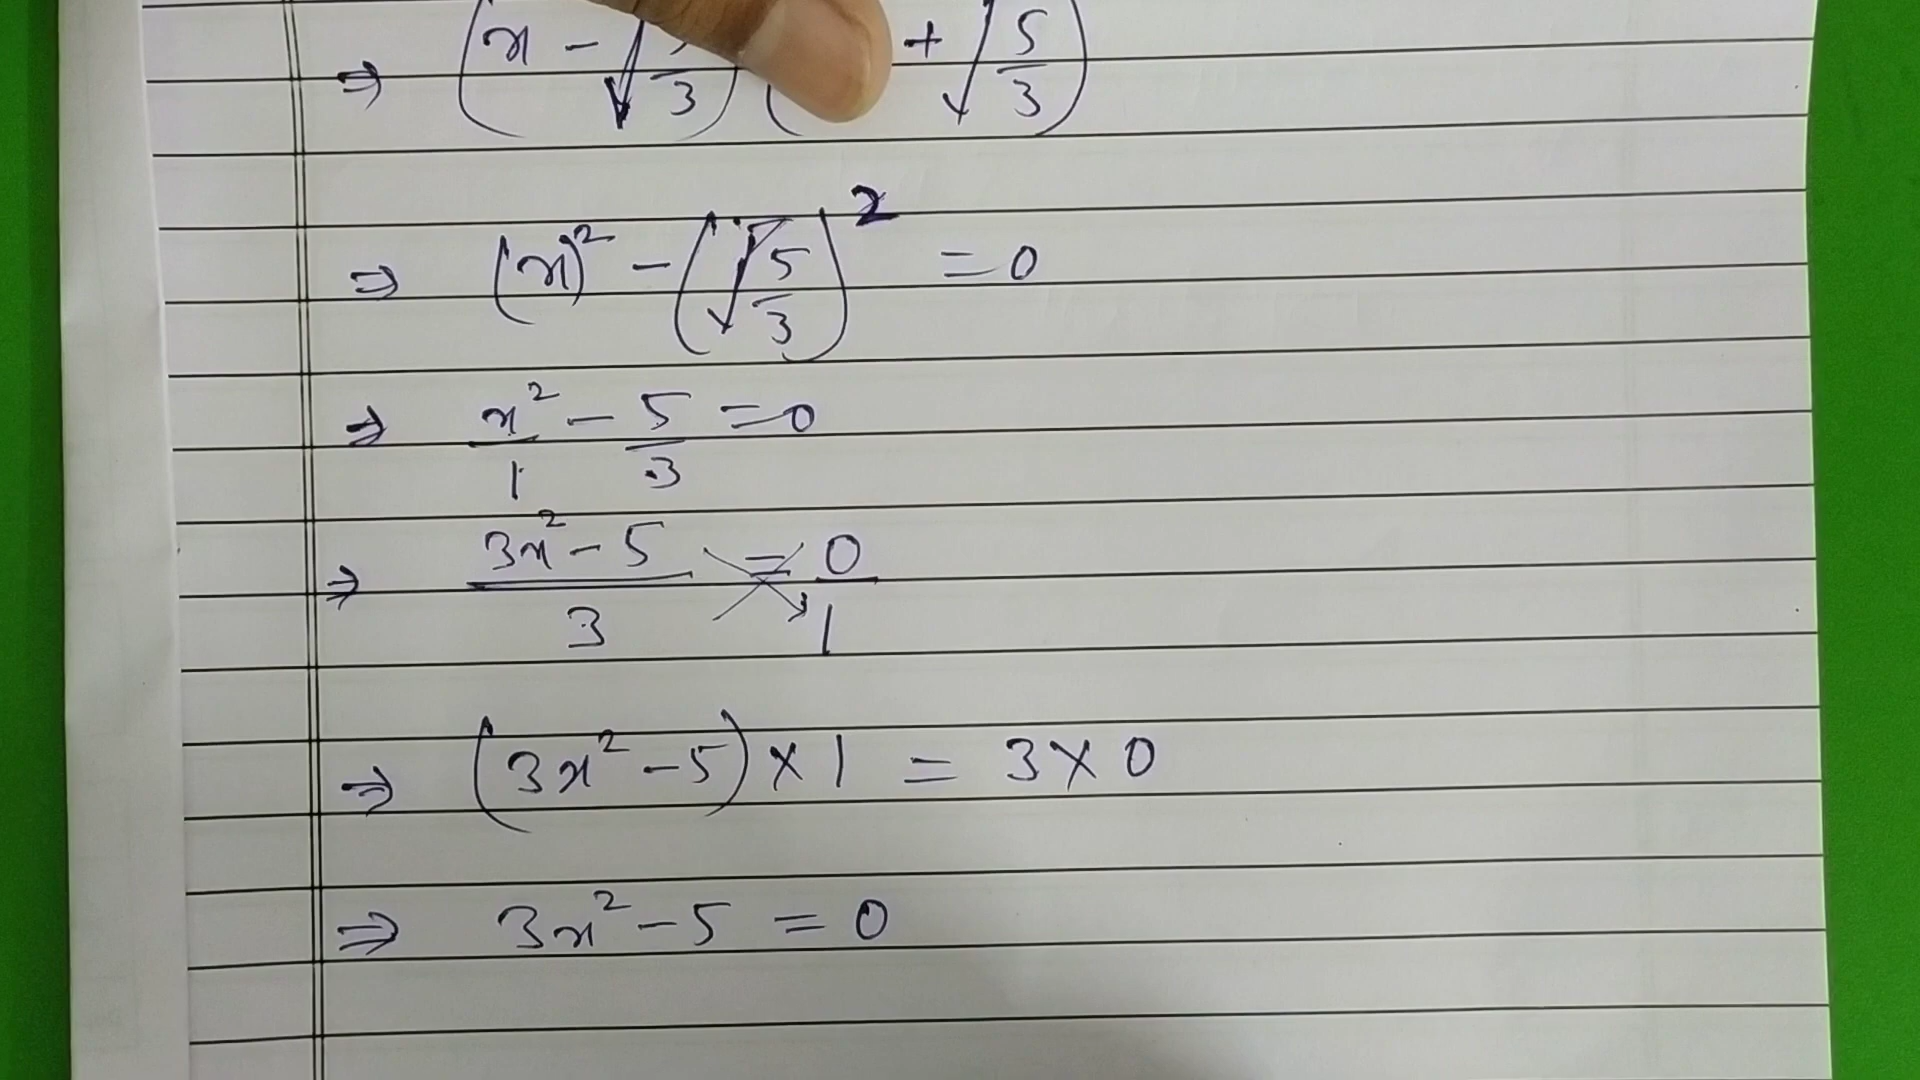 ⇒ (x - √5/3) ( + √5/3)
⇒ (x)² - (√5/3)² = 0
⇒ x²/1 - 5/3 = 0
⇒ 3x² - 5/3 = 0/1
⇒ (3x² - 5) × 1 = 3 × 0
⇒ 3x² - 5 = 0